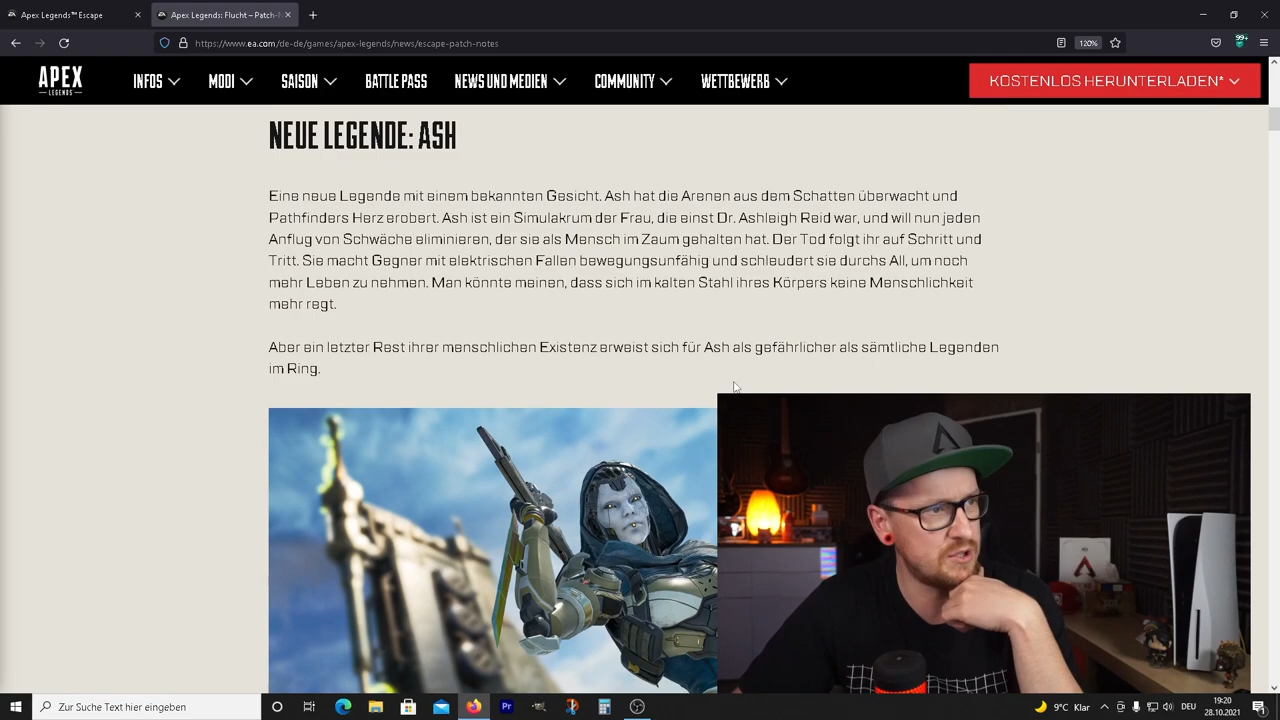 Apex Legends™ Escape
Apex Legends: Flucht – Patch-N
https://www.ea.com/de-de/games/apex-legends/news/escape-patch-notes
120%
99+
APEX
LEGENDS
INFOS
MODI
SAISON
BATTLE PASS
NEWS UND MEDIEN
COMMUNITY
WETTBEWERB
KOSTENLOS HERUNTERLADEN*
NEUE LEGENDE: ASH
Eine neue Legende mit einem bekannten Gesicht. Ash hat die Arenen aus dem Schatten überwacht und
Pathfinders Herz erobert. Ash ist ein Simulakrum der Frau, die einst Dr. Ashleigh Reid war, und will nun jeden
Anflug von Schwäche eliminieren, der sie als Mensch im Zaum gehalten hat. Der Tod folgt ihr auf Schritt und
Tritt. Sie macht Gegner mit elektrischen Fallen bewegungsunfähig und schleudert sie durchs All, um noch
mehr Leben zu nehmen. Man könnte meinen, dass sich im kalten Stahl ihres Körpers keine Menschlichkeit
mehr regt.
Aber ein letzter Rest ihrer menschlichen Existenz erweist sich für Ash als gefährlicher als sämtliche Legenden
im Ring.
Zur Suche Text hier eingeben
Pr
9°C Klar
DEU
19:20
28.10.2021
1